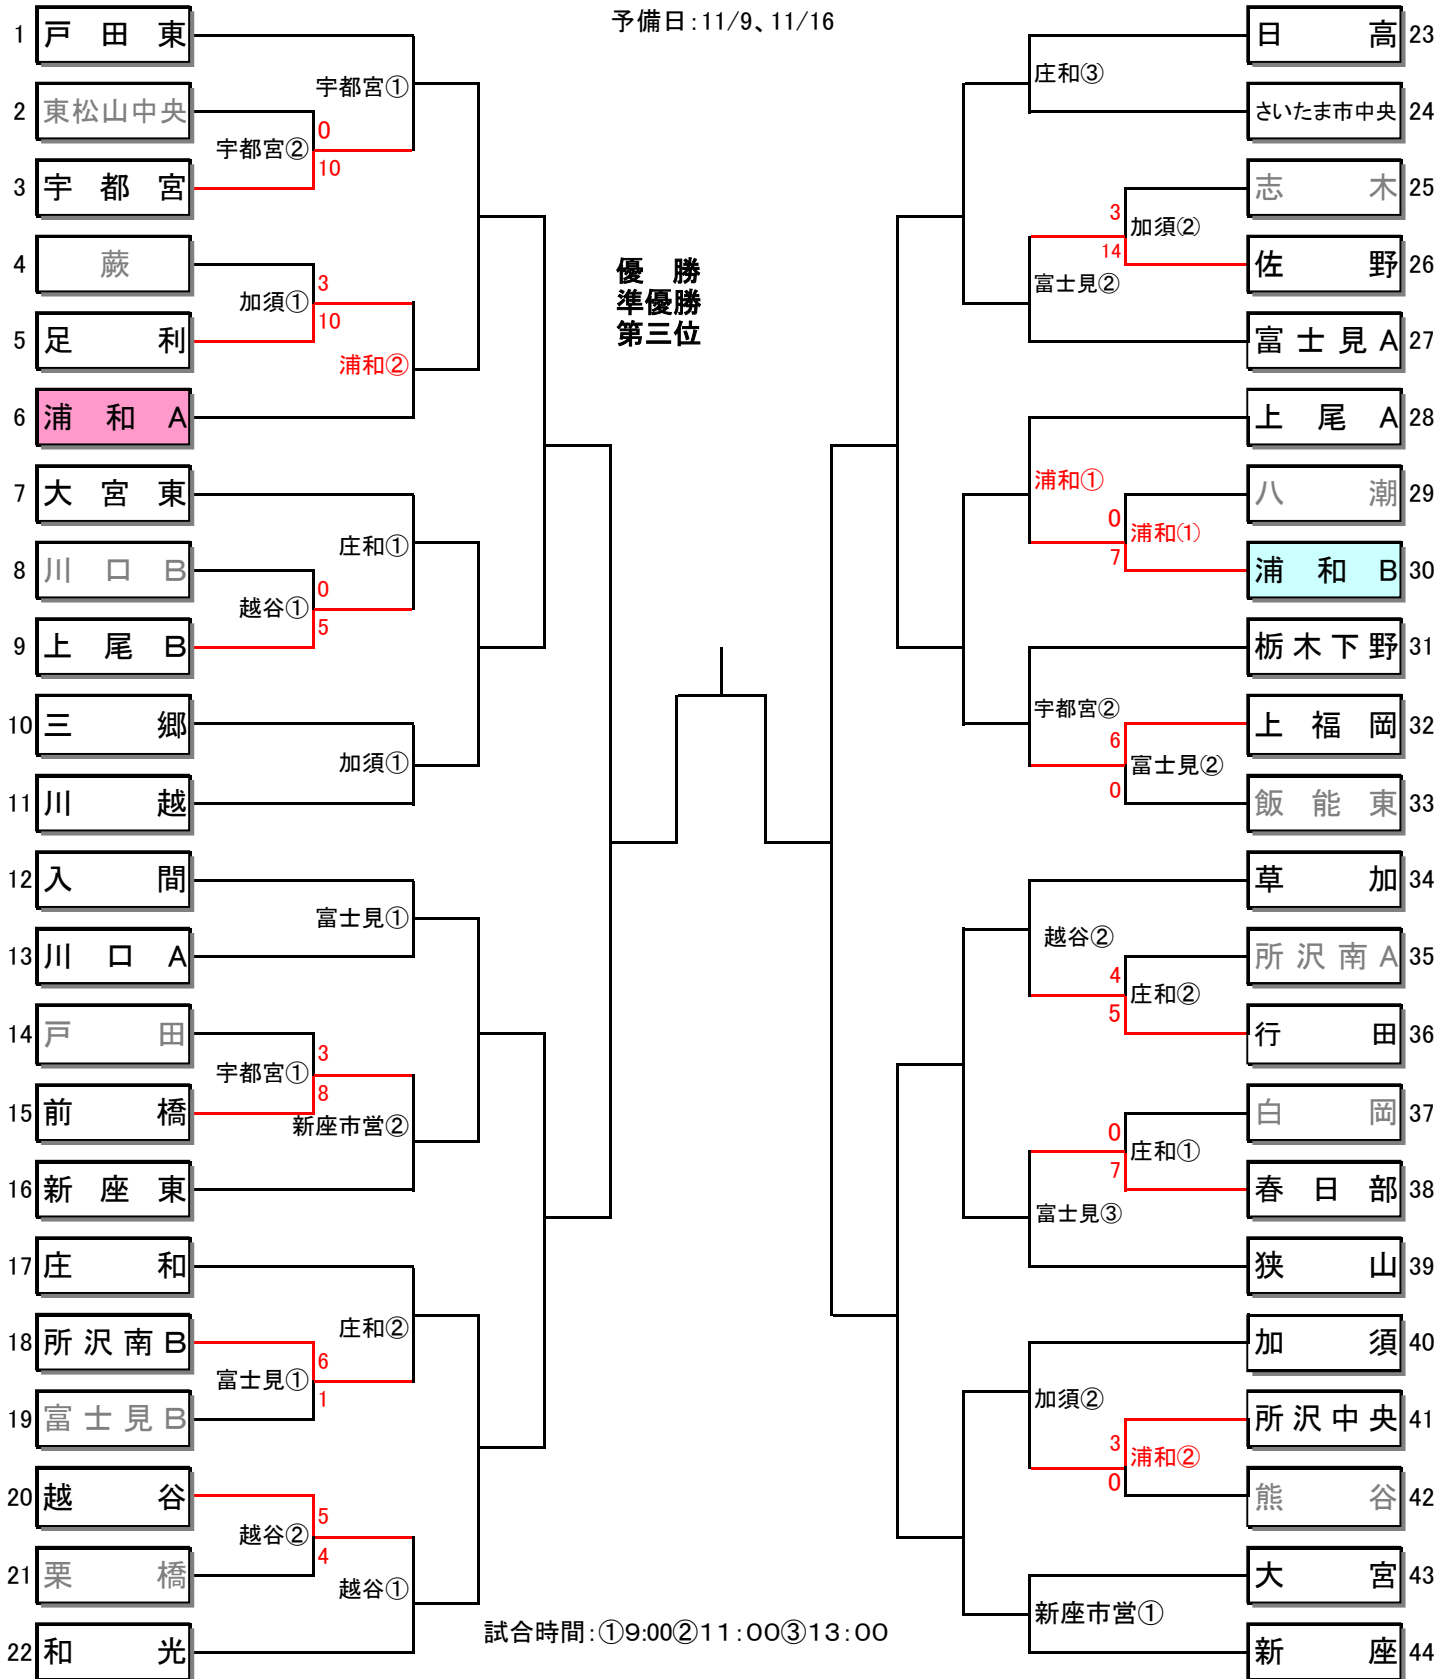 予備日：11/9、11/16
1 戸田東
宇都宮①
2 東松山中央
0
宇都宮②
10
3 宇都宮
4 蕨
3
加須①
10
5 足利
浦和②
6 浦和A
7 大宮東
庄和①
8 川口B
0
越谷①
5
9 上尾B
10 三郷
加須①
11 川越
12 入間
富士見①
13 川口A
14 戸田
3
宇都宮①
8
15 前橋
新座市営②
16 新座東
17 庄和
庄和②
18 所沢南B
6
富士見①
1
19 富士見B
20 越谷
5
越谷②
4
21 栗橋
越谷①
22 和光
優勝
準優勝
第三位
試合時間：①9:00②11：00③13：00
日高 23
庄和③
さいたま市中央 24
志木 25
3
加須②
14
佐野 26
富士見②
富士見A 27
上尾A 28
浦和①
八潮 29
0
浦和①
7
浦和B 30
栃木下野 31
宇都宮②
上福岡 32
6
富士見②
0
飯能東 33
草加 34
越谷②
所沢南A 35
4
庄和②
5
行田 36
白岡 37
0
庄和①
7
春日部 38
富士見③
狭山 39
加須 40
加須②
所沢中央 41
3
浦和②
0
熊谷 42
大宮 43
新座市営①
新座 44